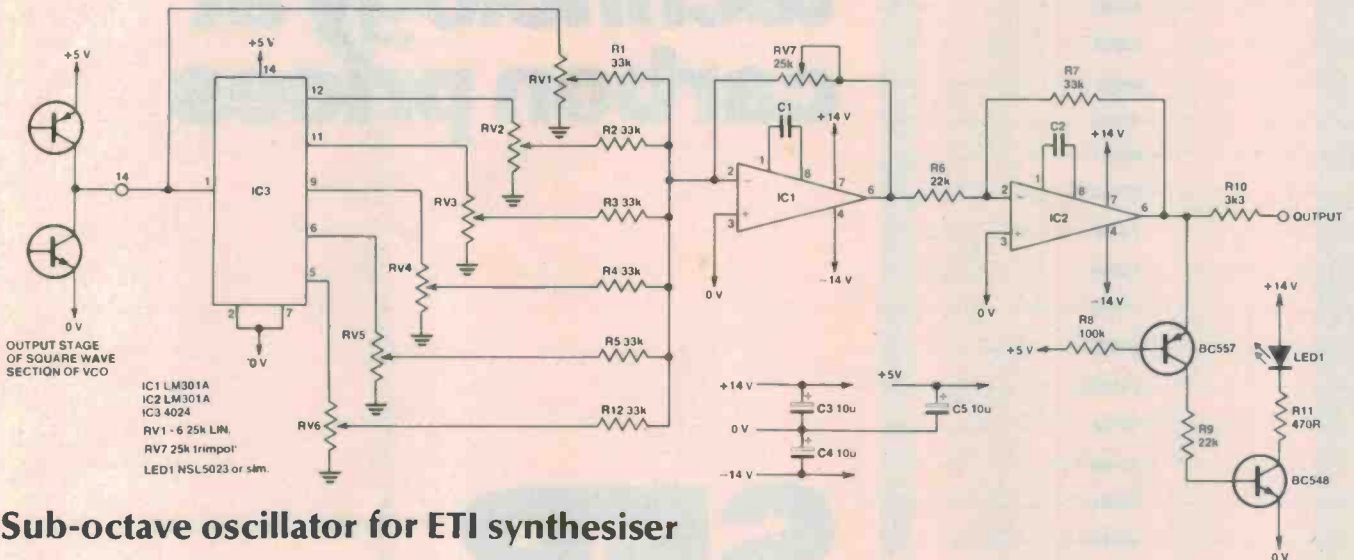 +5 V
0 V
OUTPUT STAGE
OF SQUARE WAVE
SECTION OF VCO
14
+5 V
14
1
IC3
12
11
9
6
5
2
7
0V
IC1 LM301A
IC2 LM301A
IC3 4024
RV1 - 6 25k LIN.
RV7 25k trimpot
LED1 NSL5023 or sim.
RV1
RV2
RV3
RV4
RV5
RV6
R1
33k
R2 33k
R3 33k
R4 33k
R5 33k
R12 33k
RV7
25k
C1
+14 V
1
8
7
2
–
IC1
6
+
3
4
0 V
–14 V
R6
22k
R7
33k
C2
+14 V
1
8
7
2
–
IC2
6
+
3
4
0 V
–14 V
R10
3k3
OUTPUT
+5 V
R8
100k
BC557
R9
22k
+14 V
LED1
R11
470R
BC548
0 V
+14 V
+
C3 10u
0 V
+
C4 10u
–14 V
+5V
+
C5 10u
Sub-octave oscillator for ETI synthesiser